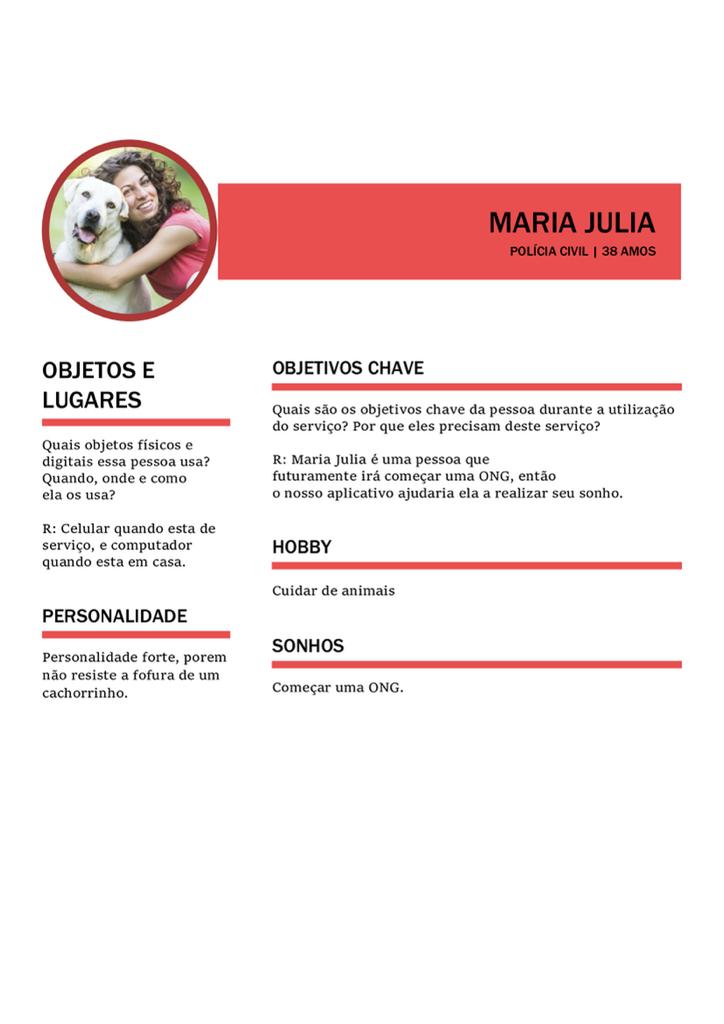 MARIA JULIA
POLÍCIA CIVIL | 38 AMOS
OBJETOS E
LUGARES
Quais objetos físicos e
digitais essa pessoa usa?
Quando, onde e como
ela os usa?
R: Celular quando esta de
serviço, e computador
quando esta em casa.
PERSONALIDADE
Personalidade forte, porem
não resiste a fofura de um
cachorrinho.
OBJETIVOS CHAVE
Quais são os objetivos chave da pessoa durante a utilização
do serviço? Por que eles precisam deste serviço?
R: Maria Julia é uma pessoa que
futuramente irá começar uma ONG, então
o nosso aplicativo ajudaria ela a realizar seu sonho.
HOBBY
Cuidar de animais
SONHOS
Começar uma ONG.